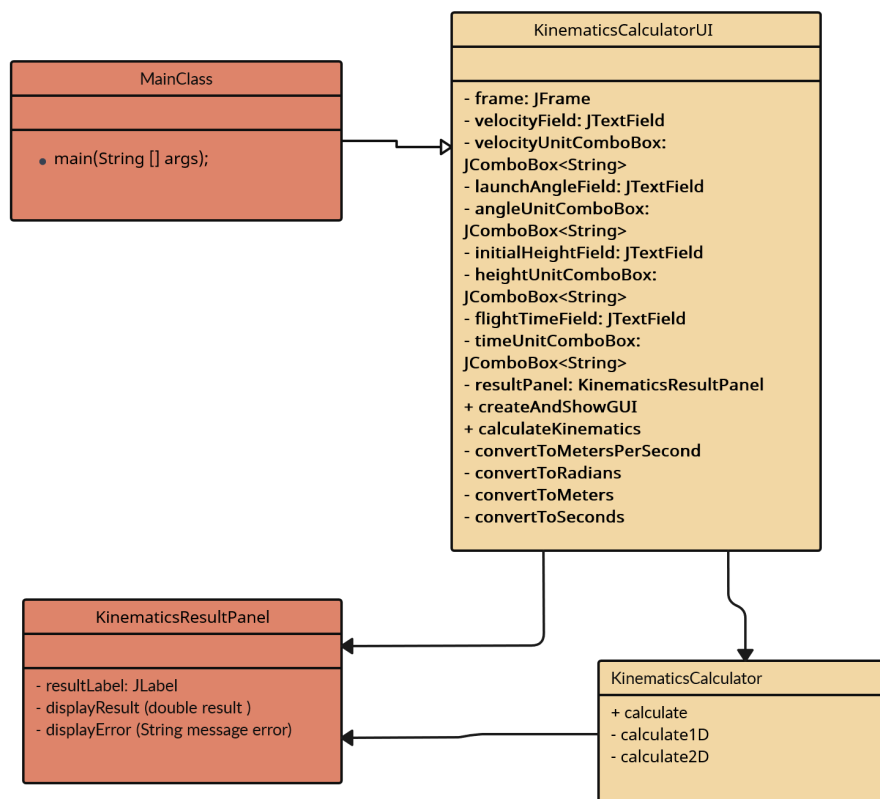 KinematicsCalculatorUI
- frame: JFrame
- velocityField: JTextField
- velocityUnitComboBox:
JComboBox<String>
- launchAngleField: JTextField
- angleUnitComboBox:
JComboBox<String>
- initialHeightField: JTextField
- heightUnitComboBox:
JComboBox<String>
- flightTimeField: JTextField
- timeUnitComboBox:
JComboBox<String>
- resultPanel: KinematicsResultPanel
+ createAndShowGUI
+ calculateKinematics
- convertToMetersPerSecond
- convertToRadians
- convertToMeters
- convertToSeconds
MainClass
• main(String [] args);
KinematicsResultPanel
- resultLabel: JLabel
- displayResult (double result )
- displayError (String message error)
KinematicsCalculator
+ calculate
- calculate1D
- calculate2D